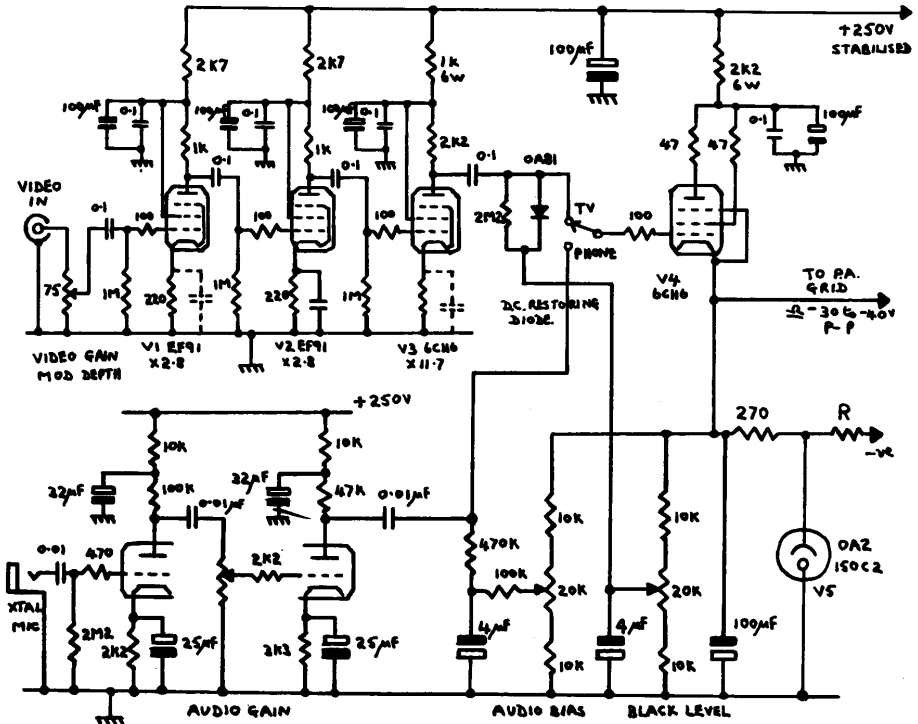 +250V
STABILISED
2K7
2K7
1K
6W
100µF
2K2
6W
100µF
0.1
100µF
0.1
100µF
0.1
1K
1K
2K2
47
47
0.1
100µF
VIDEO
IN
0.1
0.1
0.1
0.1
OA81
100
100
100
2M2
TV
100
PHONE
V4
6CH6
75
1M
220
1M
220
1M
D.C. RESTORING
DIODE.
TO P.A.
GRID
-30 to -40V
P-P
VIDEO GAIN
MOD DEPTH
V1 EF91
X2.8
V2 EF91
X2.8
V3 6CH6
X11.7
+250V
270
R
-ve
10K
10K
32µF
100K
0.01µF
32µF
47K
0.01µF
10K
10K
0.01
470
2K2
470K
100K
20K
20K
OA2
150C2
V5
XTAL
MIC
2M2
2K2
25µF
3K3
25µF
4µF
10K
4µF
10K
100µF
AUDIO GAIN
AUDIO BIAS
BLACK LEVEL